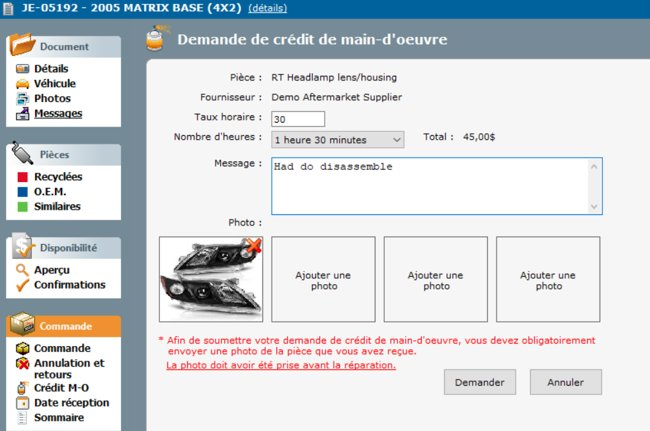 JE-05192 - 2005 MATRIX BASE (4X2) (détails)
Document
Détails
Véhicule
Photos
Messages
Pièces
Recyclées
O.E.M.
Similaires
Disponibilité
Aperçu
Confirmations
Commande
Commande
Annulation et
retours
Crédit M-O
Date réception
Sommaire
Demande de crédit de main-d'oeuvre
Pièce : RT Headlamp lens/housing
Fournisseur : Demo Aftermarket Supplier
Taux horaire : 30
Nombre d'heures : 1 heure 30 minutes Total : 45,00$
Message : Had do disassemble
Photo :
Ajouter une
photo
Ajouter une
photo
Ajouter une
photo
* Afin de soumettre votre demande de crédit de main-d'oeuvre, vous devez obligatoirement
envoyer une photo de la pièce que vous avez reçue.
La photo doit avoir été prise avant la réparation.
Demander Annuler